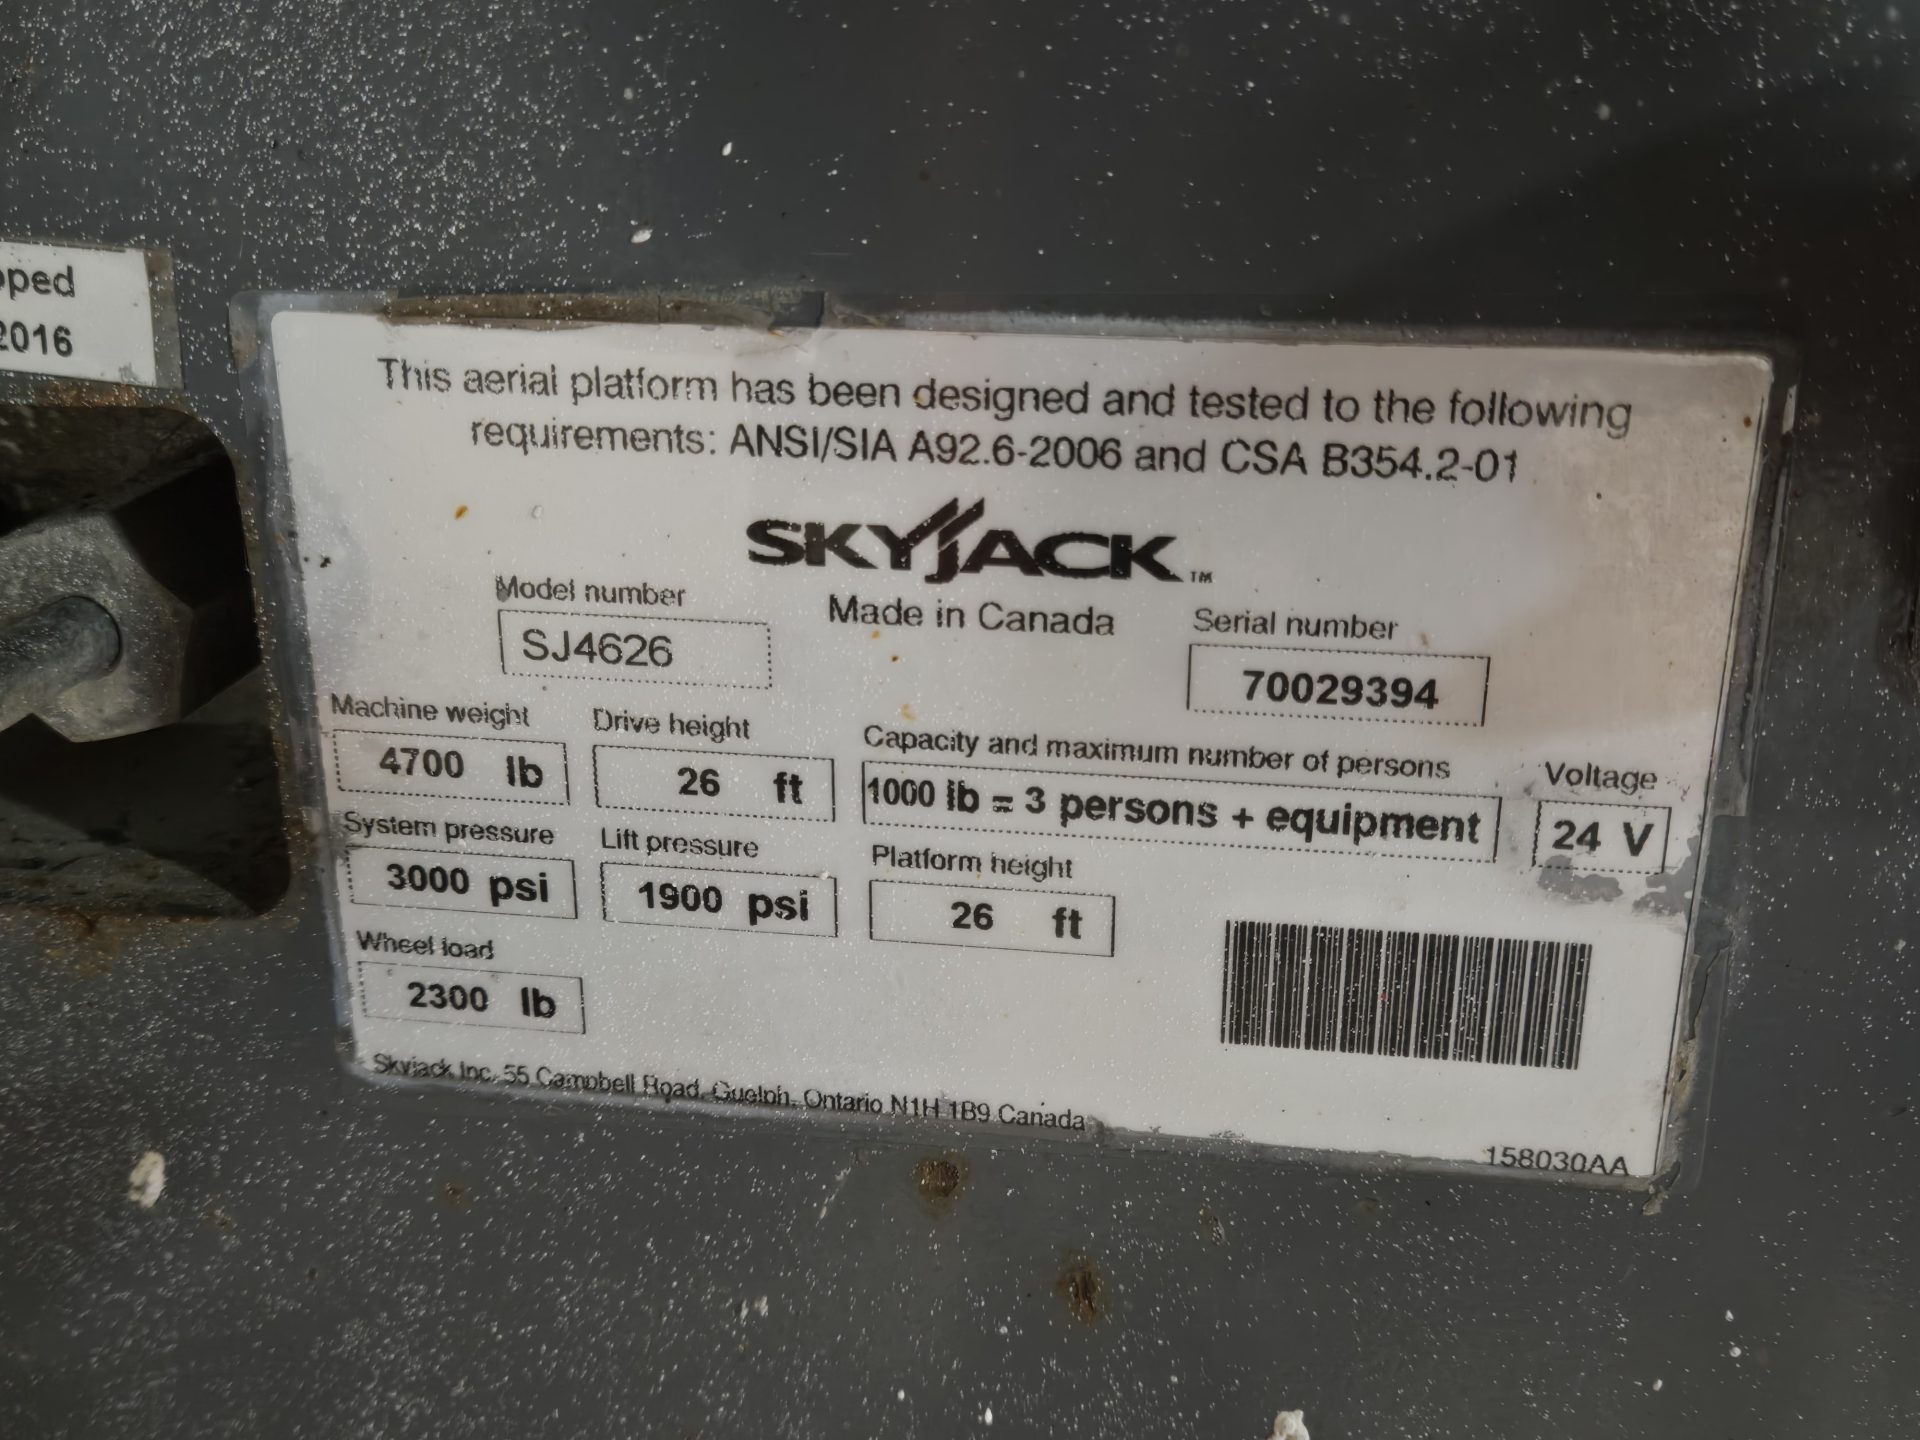 pped
2016
This aerial platform has been designed and tested to the following
requirements: ANSI/SIA A92.6-2006 and CSA B354.2-01
SKYJACK™
Made in Canada
Model number
SJ4626
Serial number
70029394
Machine weight
4700 lb
Drive height
26 ft
Capacity and maximum number of persons
1000 lb = 3 persons + equipment
Voltage
24 V
System pressure
3000 psi
Lift pressure
1900 psi
Platform height
26 ft
Wheel load
2300 lb
Skyjack Inc. 55 Campbell Road, Guelph, Ontario N1H 1B9 Canada
158030AA